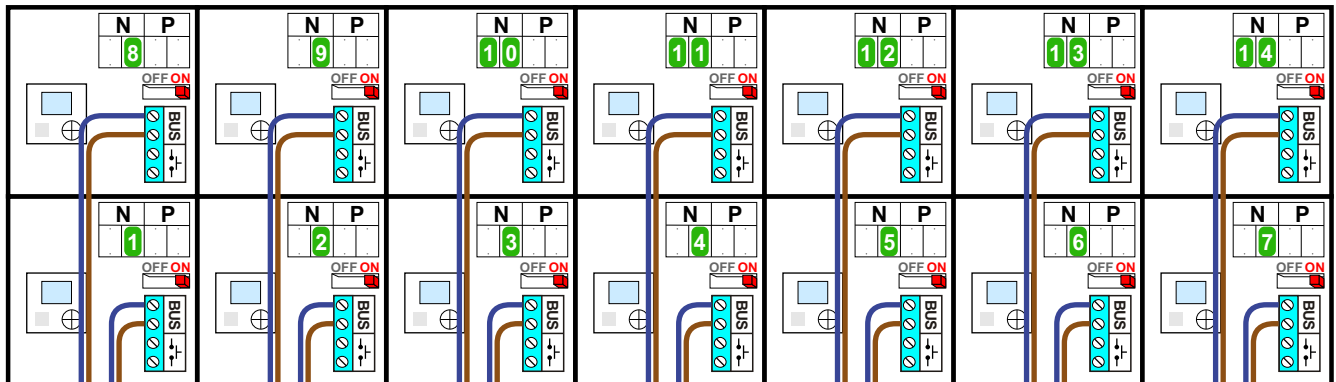 N P N P N P N P N P N P N P
8 9 10 11 12 13 14
OFF ON OFF ON OFF ON OFF ON OFF ON OFF ON OFF ON
BUS BUS BUS BUS BUS BUS BUS
N P N P N P N P N P N P N P
1 2 3 4 5 6 7
OFF ON OFF ON OFF ON OFF ON OFF ON OFF ON OFF ON
BUS BUS BUS BUS BUS BUS BUS